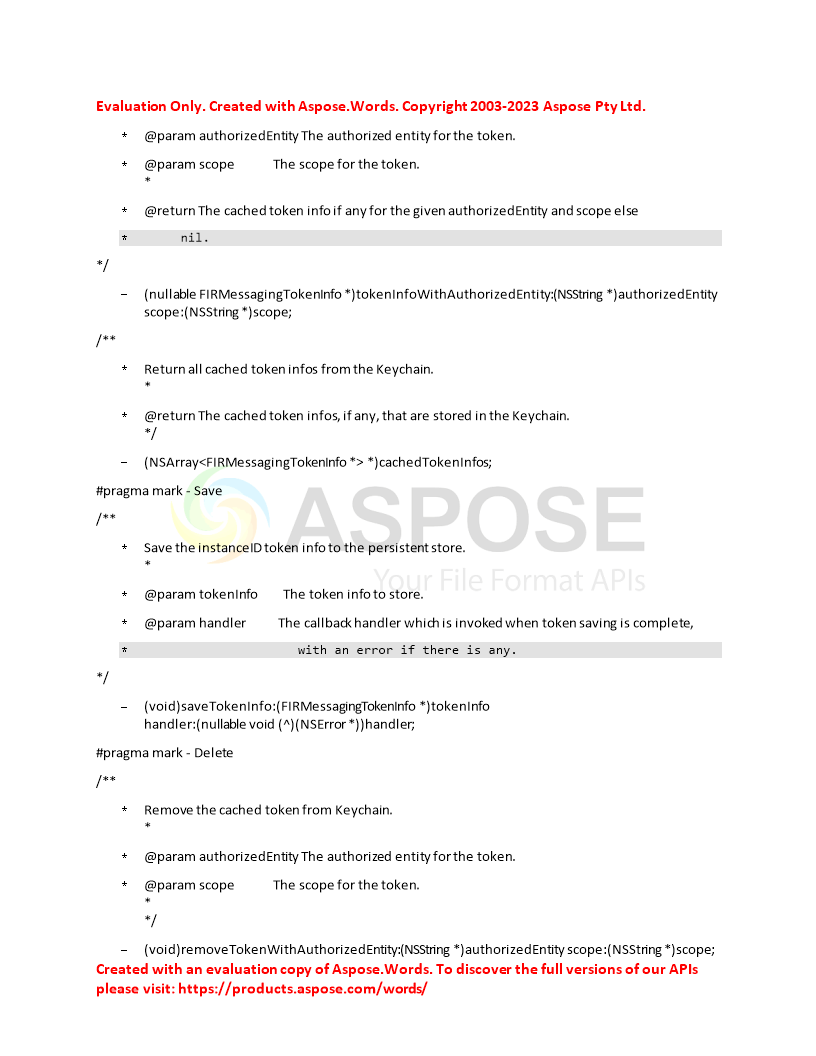 Evaluation Only. Created with Aspose.Words. Copyright 2003-2023 Aspose Pty Ltd.
* @param authorizedEntity The authorized entity for the token.
* @param scope The scope for the token.
*
* @return The cached token info if any for the given authorizedEntity and scope else
* nil.
*/
– (nullable FIRMessagingTokenInfo *)tokenInfoWithAuthorizedEntity:(NSString *)authorizedEntity
scope:(NSString *)scope;
/**
* Return all cached token infos from the Keychain.
*
* @return The cached token infos, if any, that are stored in the Keychain.
*/
– (NSArray<FIRMessagingTokenInfo *> *)cachedTokenInfos;
#pragma mark - Save
/**
ASPOSE
* Save the instanceID token info to the persistent store.
*
Your File Format APIs
* @param tokenInfo The token info to store.
* @param handler The callback handler which is invoked when token saving is complete,
* with an error if there is any.
*/
– (void)saveTokenInfo:(FIRMessagingTokenInfo *)tokenInfo
handler:(nullable void (^)(NSError *))handler;
#pragma mark - Delete
/**
* Remove the cached token from Keychain.
*
* @param authorizedEntity The authorized entity for the token.
* @param scope The scope for the token.
*
*/
– (void)removeTokenWithAuthorizedEntity:(NSString *)authorizedEntity scope:(NSString *)scope;
Created with an evaluation copy of Aspose.Words. To discover the full versions of our APIs
please visit: https://products.aspose.com/words/